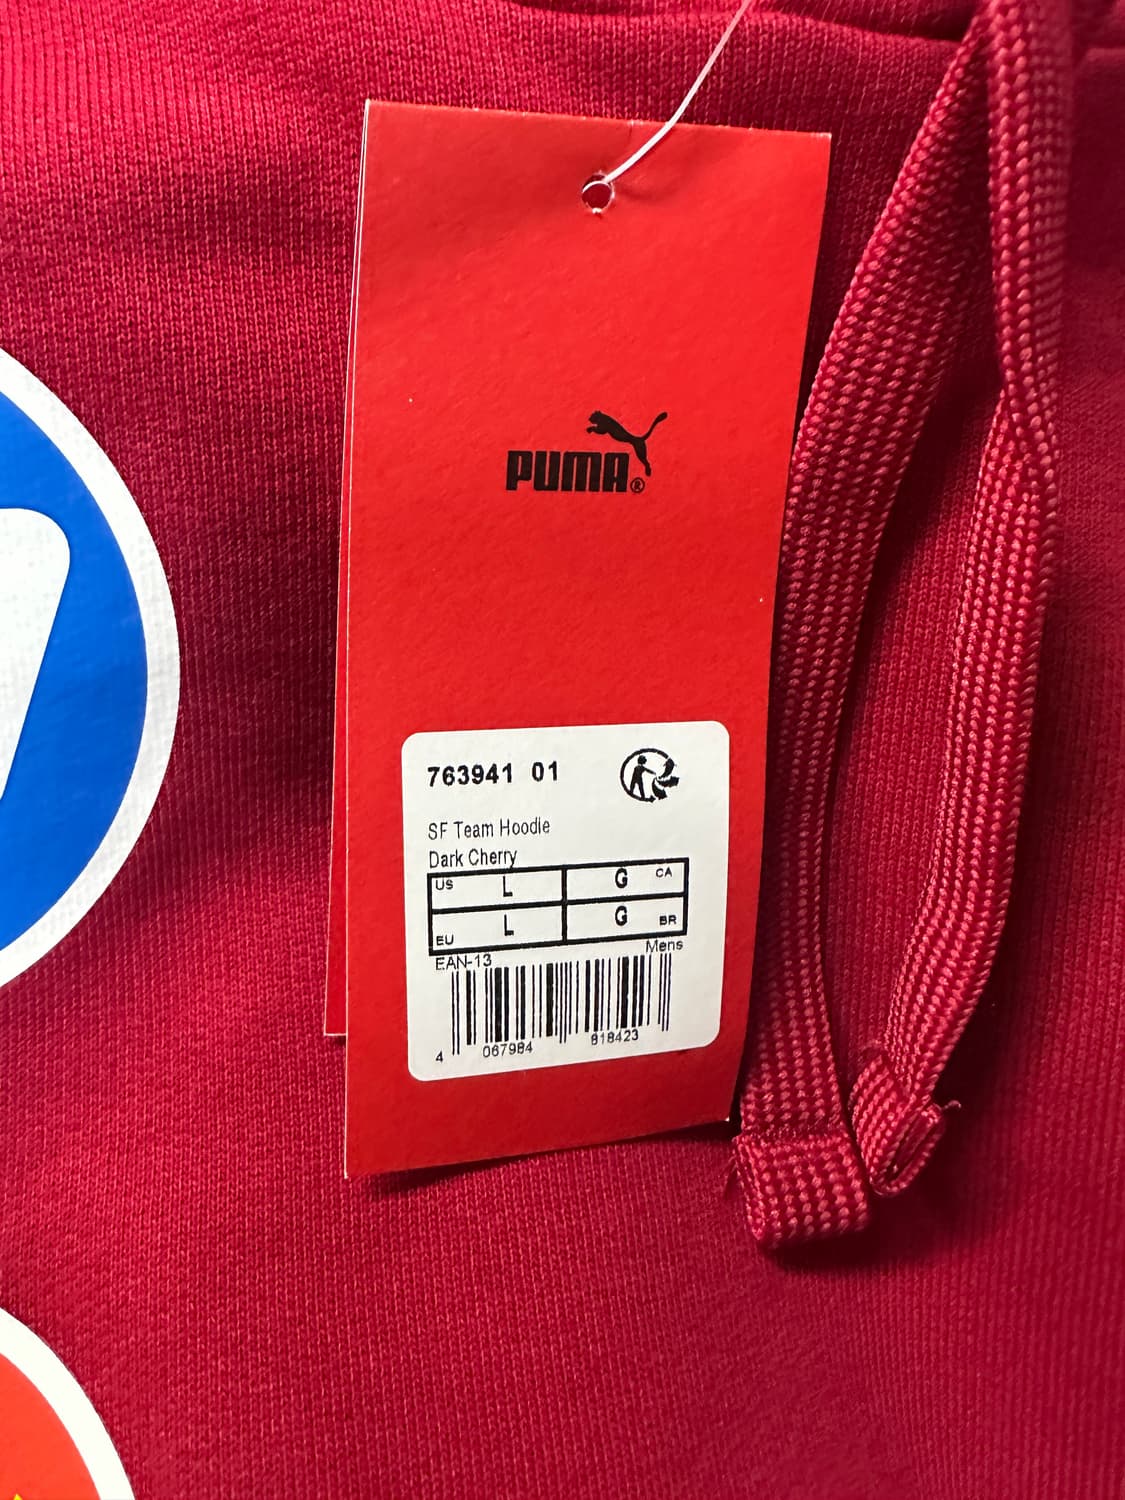 PUMA®
763941 01
SF Team Hoodie
Dark Cherry
US L G CA
EU L G BR
EAN-13 Mens
4 067984 818423